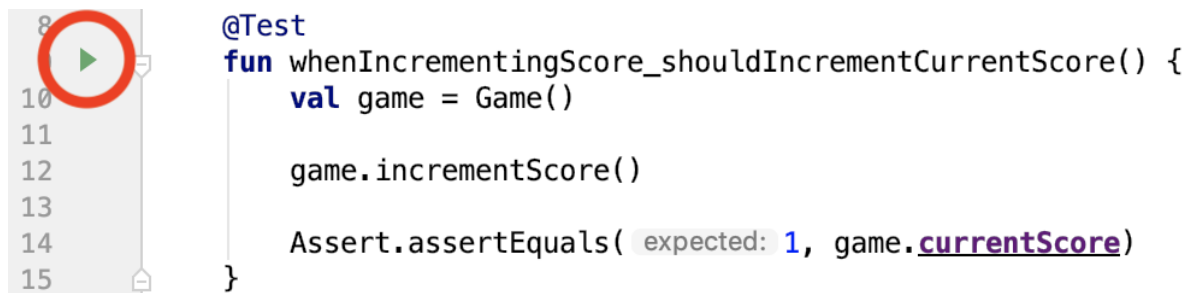 8 @Test
fun whenIncrementingScore_shouldIncrementCurrentScore() {
10 val game = Game()
11
12 game.incrementScore()
13
14 Assert.assertEquals( expected: 1, game.currentScore)
15 }